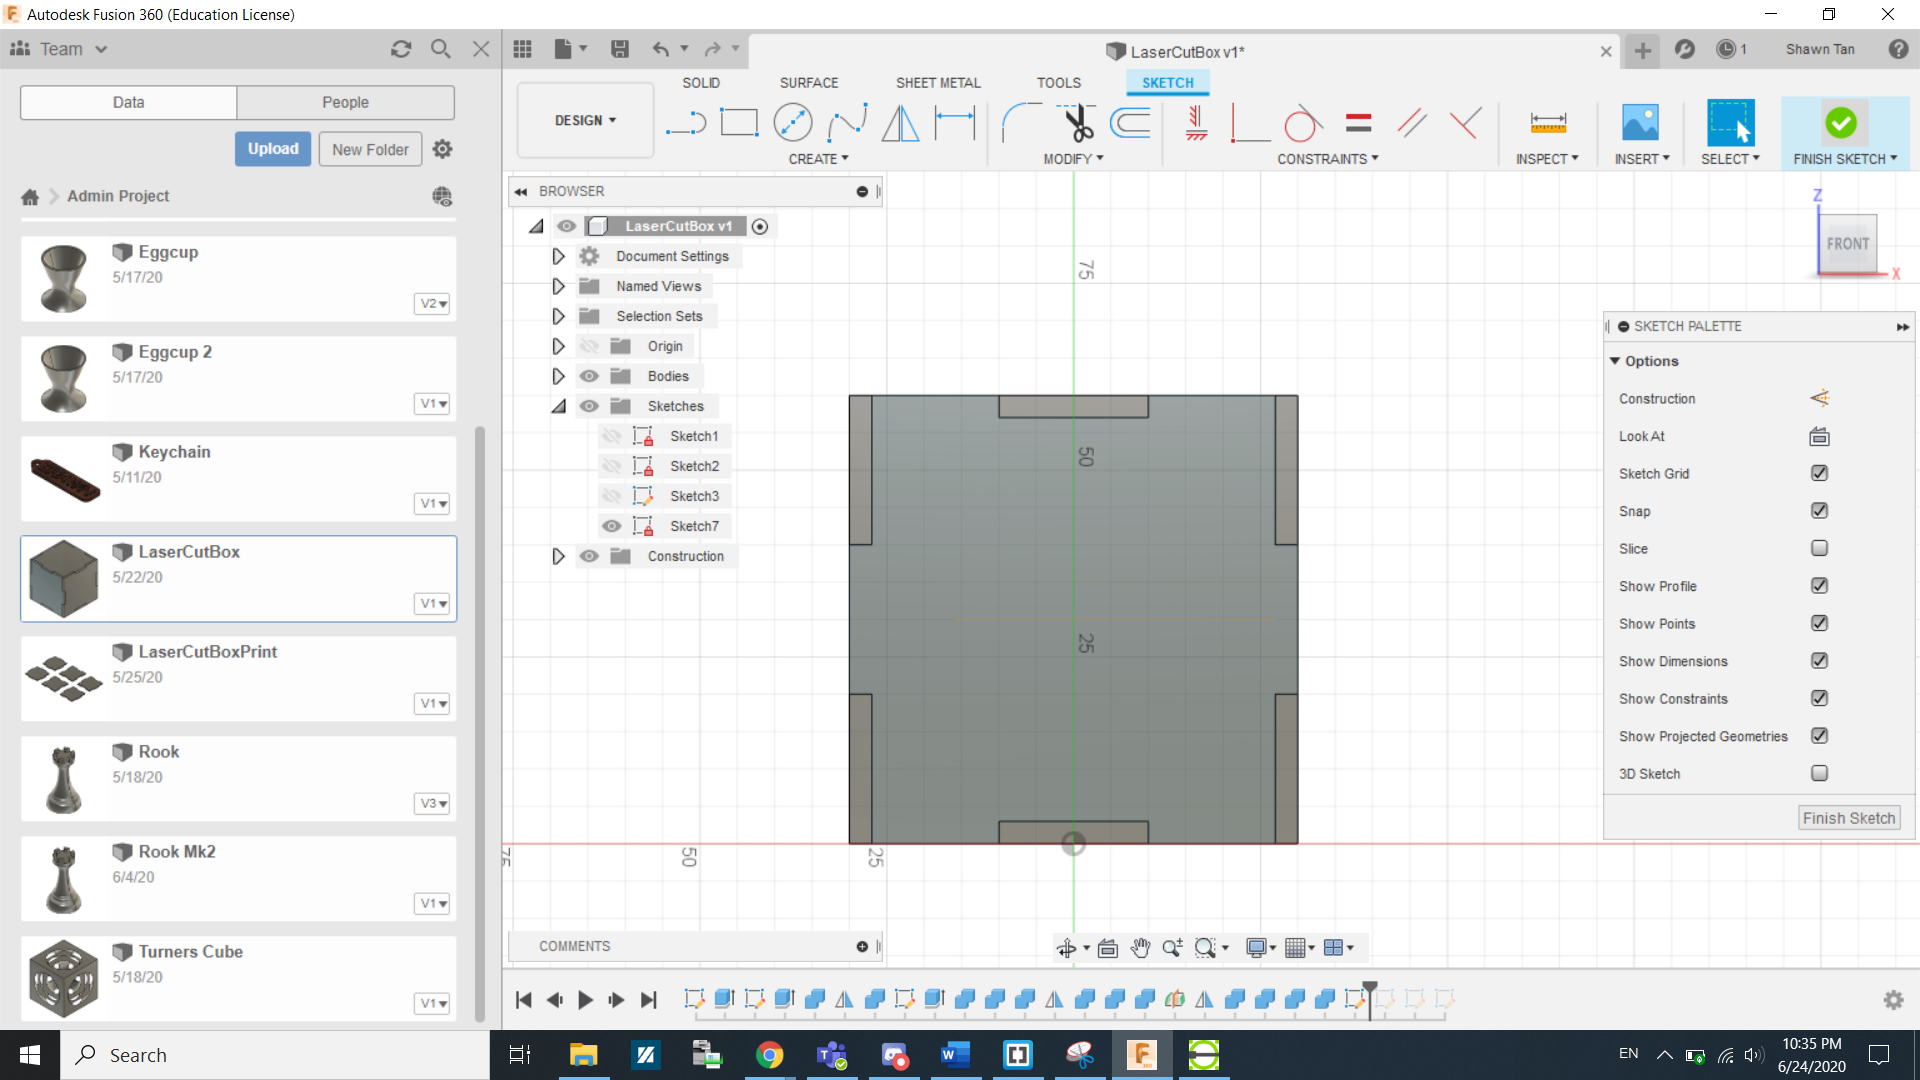 Autodesk Fusion 360 (Education License)
Team
LaserCutBox v1*
1
Shawn Tan
Data
People
Upload
New Folder
Admin Project
Eggcup
5/17/20
V2
Eggcup 2
5/17/20
V1
Keychain
5/11/20
V1
LaserCutBox
5/22/20
V1
LaserCutBoxPrint
5/25/20
V1
Rook
5/18/20
V3
Rook Mk2
6/4/20
V1
Turners Cube
5/18/20
V1
DESIGN
SOLID
SURFACE
SHEET METAL
TOOLS
SKETCH
CREATE
MODIFY
CONSTRAINTS
INSPECT
INSERT
SELECT
FINISH SKETCH
BROWSER
LaserCutBox v1
Document Settings
Named Views
Selection Sets
Origin
Bodies
Sketches
Sketch1
Sketch2
Sketch3
Sketch7
Construction
75
50
25
75
50
25
Z
FRONT
X
SKETCH PALETTE
Options
Construction
Look At
Sketch Grid
Snap
Slice
Show Profile
Show Points
Show Dimensions
Show Constraints
Show Projected Geometries
3D Sketch
Finish Sketch
COMMENTS
Search
EN
10:35 PM
6/24/2020